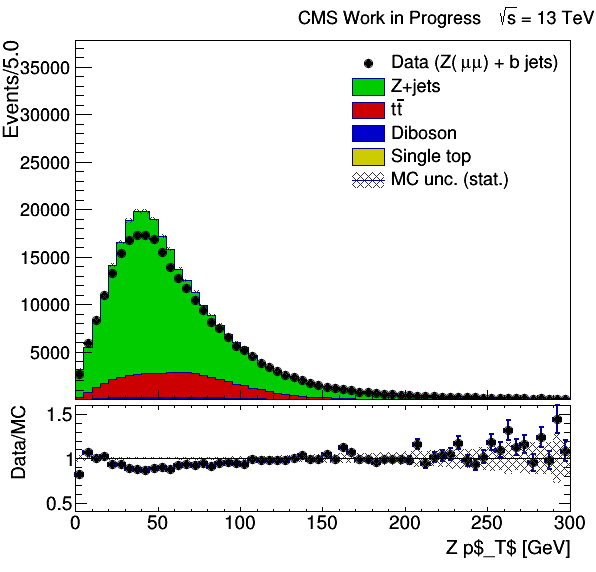 CMS Work in Progress √s = 13 TeV
Events/5.0
35000
30000
25000
20000
15000
10000
5000
Data (Z(μμ) + b jets)
Z+jets
tt̅
Diboson
Single top
MC unc. (stat.)
Data/MC
1.5
1
0.5
0 50 100 150 200 250 300
Z p$_T$ [GeV]